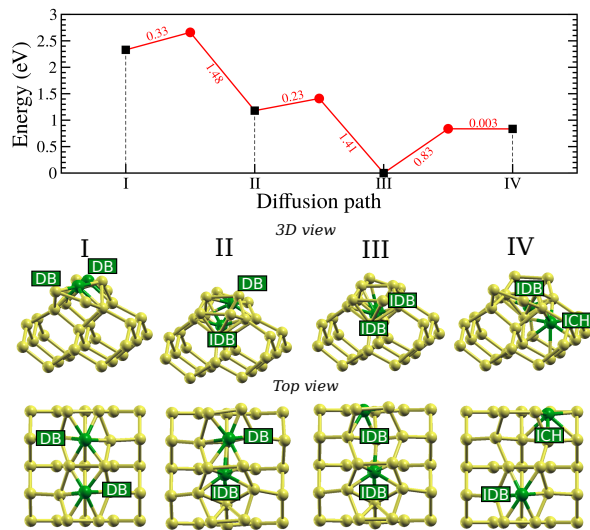 3
2.5
2
1.5
1
0.5
0
Energy (eV)
0.33
1.48
0.23
1.41
0.83
0.003
I II III IV
Diffusion path
3D view
I II III IV
DB DB
DB IDB
IDB IDB
IDB ICH
Top view
DB DB
DB IDB
IDB IDB
ICH IDB